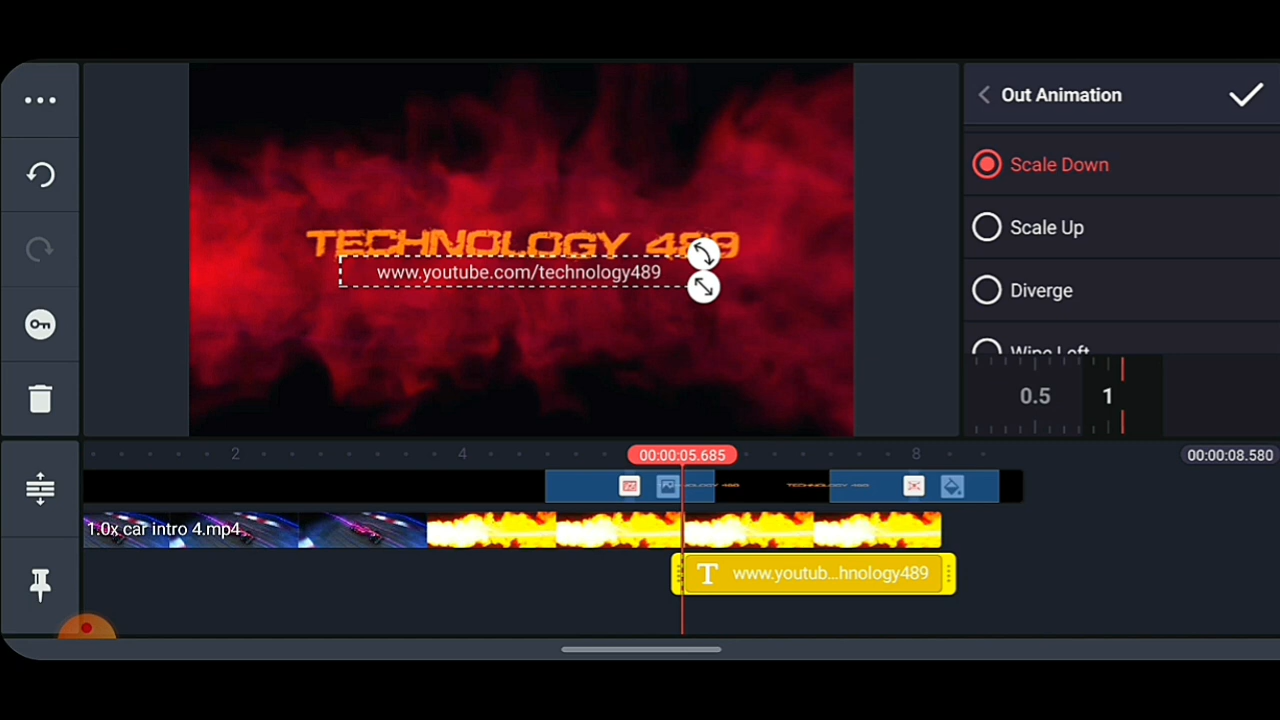 Out Animation
Scale Down
TECHNOLOGY 489
www.youtube.com/technology489
Scale Up
Diverge
Wipe Left
0.5 1
2 4 00:00:05.685 8 00:00:08.580
TECHNOLOGY 489
1.0x car intro 4.mp4
T www.youtub...hnology489